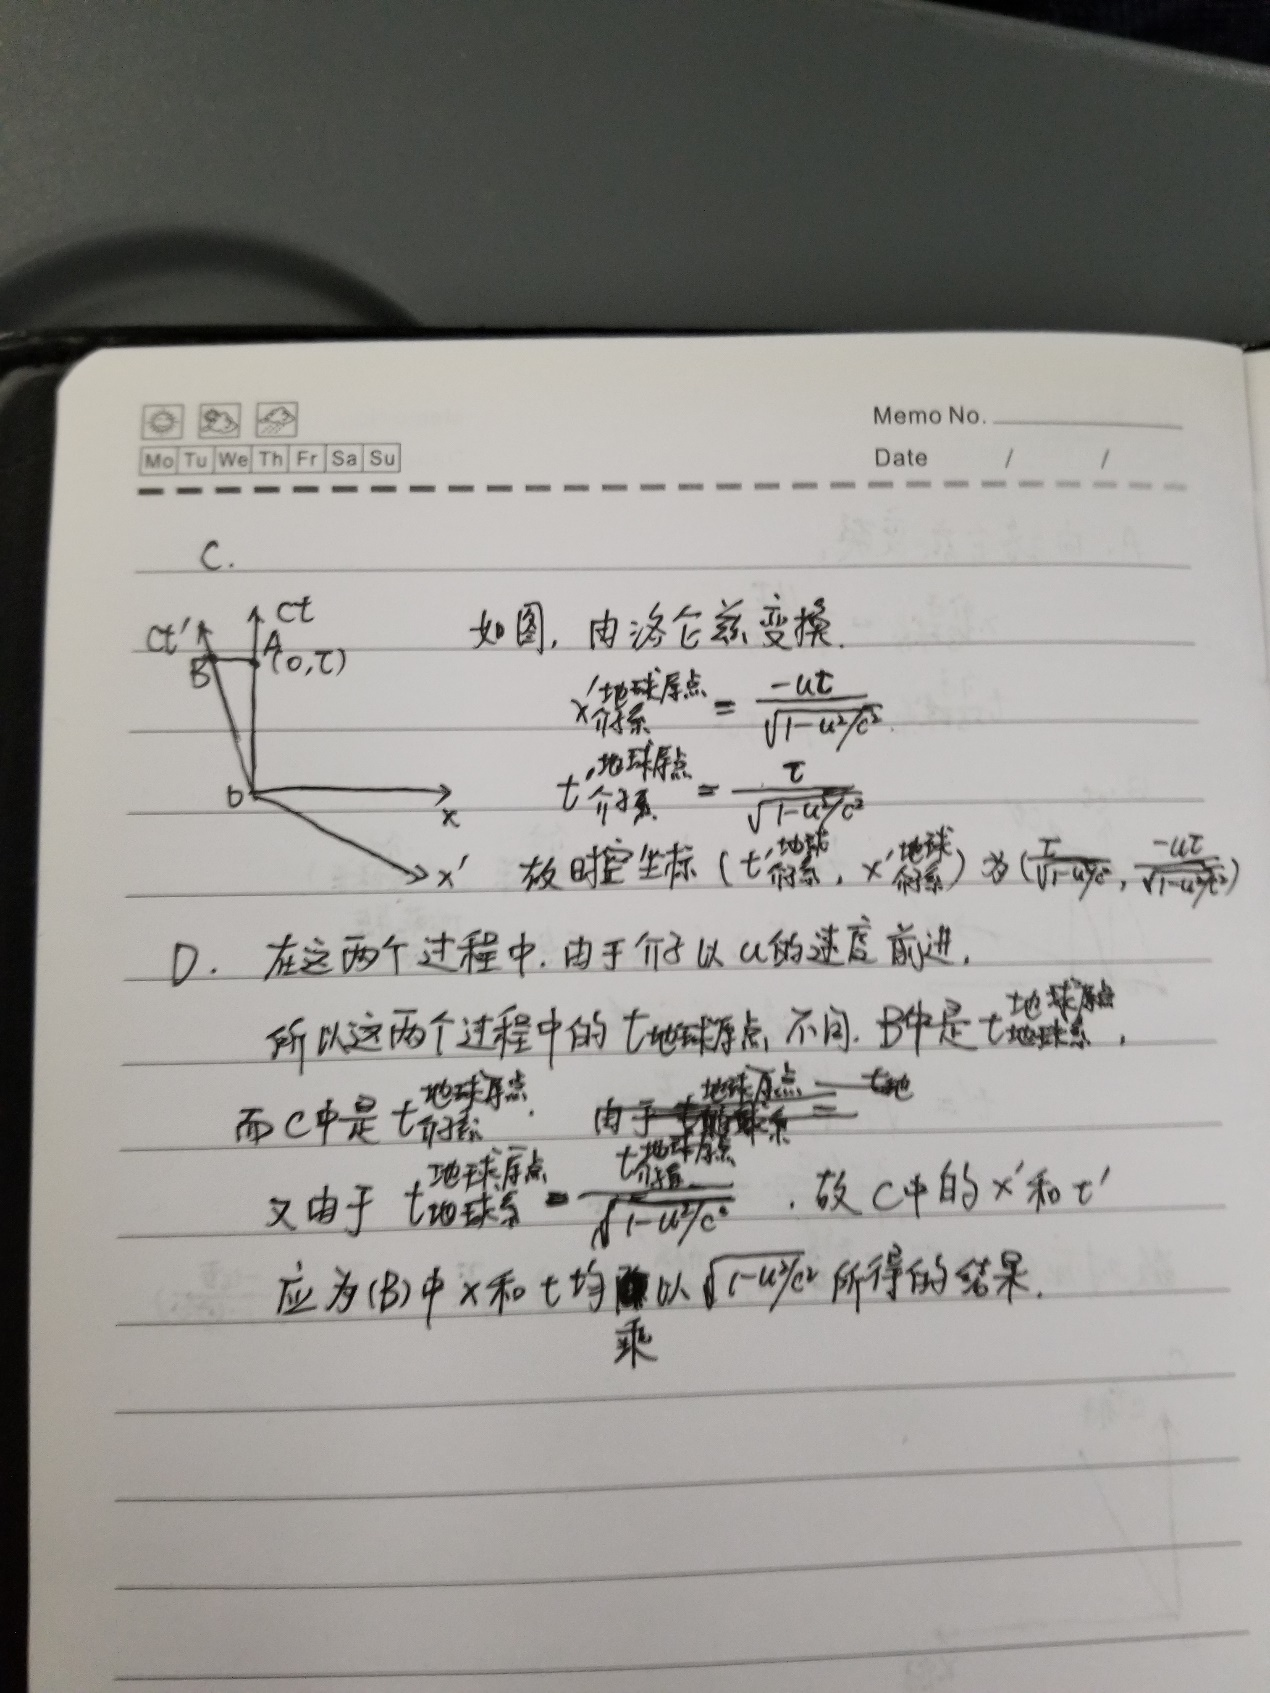 Memo No.
Mo Tu We Th Fr Sa Su
Date / /
C.
ct
ct'
A
B
(0,τ)
O
x
x'
如图, 由洛仑兹变换.
x'地球原点介子系 = -uτ/√(1-u²/c²)
t'地球原点介子系 = τ/√(1-u²/c²)
故时空坐标 (t'地球介子系, x'地球介子系) 为 (τ/√(1-u²/c²), -uτ/√(1-u²/c²))
D. 在这两个过程中, 由于介子以u的速度前进,
所以这两个过程中的 t地球原点 不同. B中是t地球原点地球系,
而C中是t地球原点介子系. 由于
又由于 t地球原点地球系 = t地球原点介子系/√(1-u²/c²) . 故C中的x'和t'
应为(B)中x和t均乘以√(1-u²/c²)所得的结果.